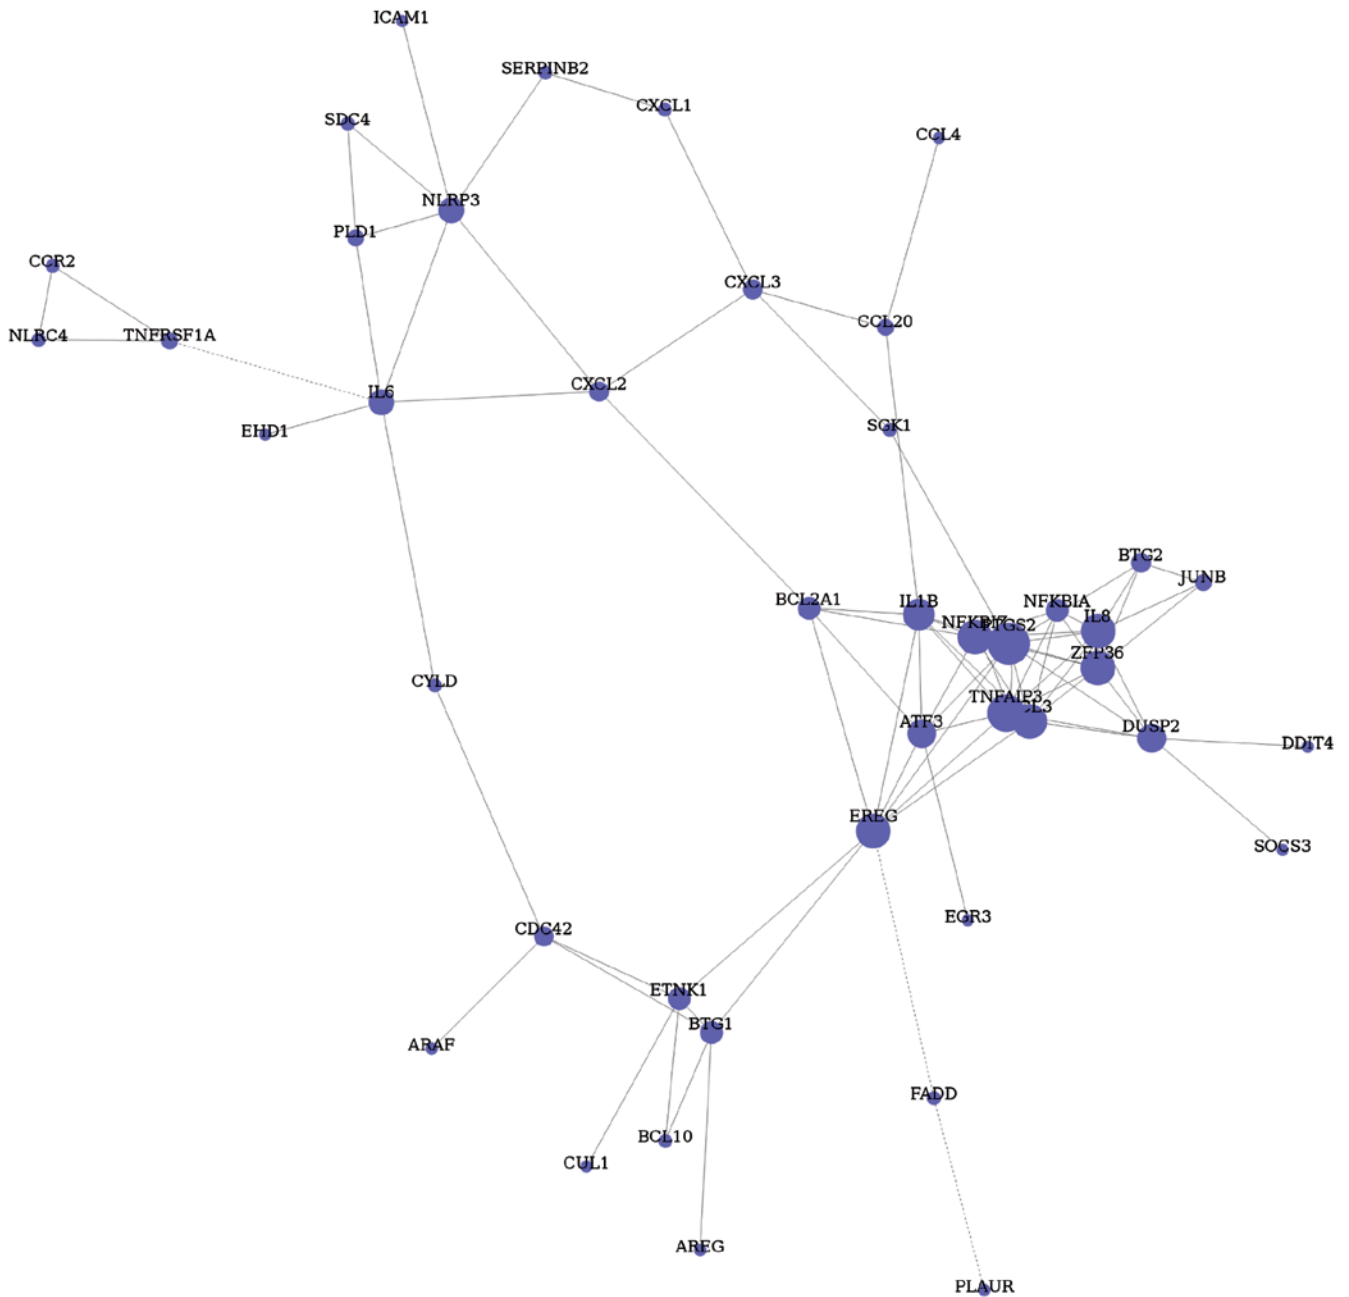 ICAM1
SERPINB2
CXCL1
SDC4
CCL4
NLRP3
PLD1
CCR2
CXCL3
CCL20
NLRC4
TNFRSF1A
CXCL2
IL6
EHD1
SGK1
BTG2
JUNB
BCL2A1
IL1B
NFKBIA
IL8
PTGS2
ZFP36
CYLD
TNFAIP3
ATF3
DUSP2
DDIT4
EREG
SOCS3
EGR3
CDC42
ETNK1
BTG1
ARAF
FADD
BCL10
CUL1
AREG
PLAUR